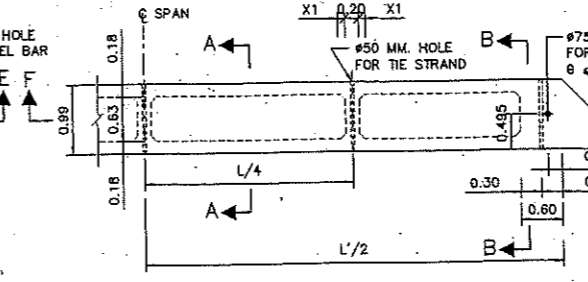 HOLE
EL BAR
E F
℄ SPAN
X1 0.20 X1
A
ø50 MM. HOLE
FOR TIE STRAND
B
ø75
FOR
0.18
0.99
0.63
0.18
0.495
L/4
A
0.30
0.60
B
L'/2